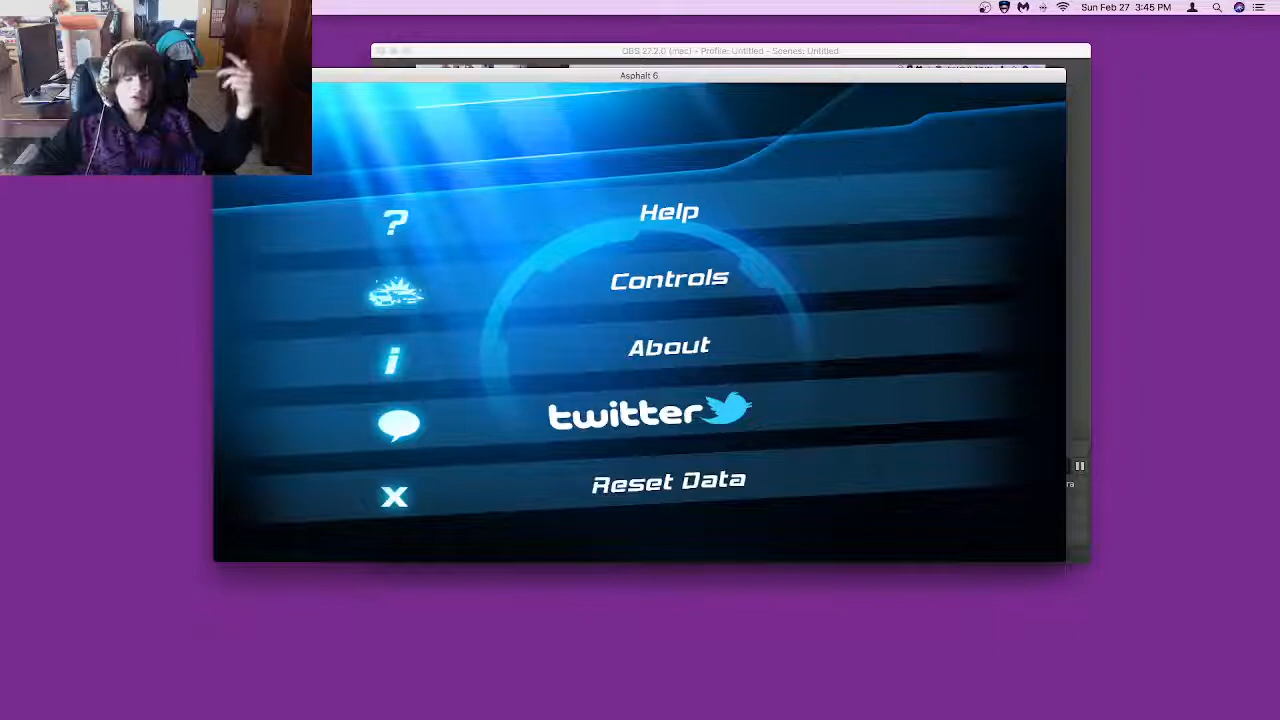 Sun Feb 27 3:45 PM
OBS 27.2.0 (mac) - Profile: Untitled - Scenes: Untitled
Asphalt 6
? Help
Controls
i About
twitter
X Reset Data
ra